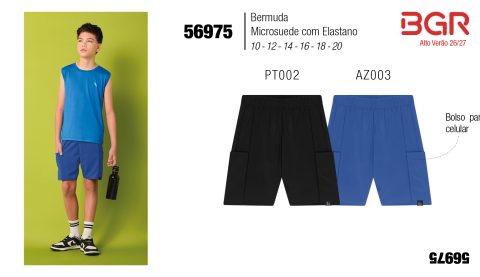 56975
Bermuda
Microsuede com Elastano
10 - 12 - 14 - 16 - 18 - 20
BGR
Alto Verão 26/27
PT002
AZ003
Bolso para
celular
56975